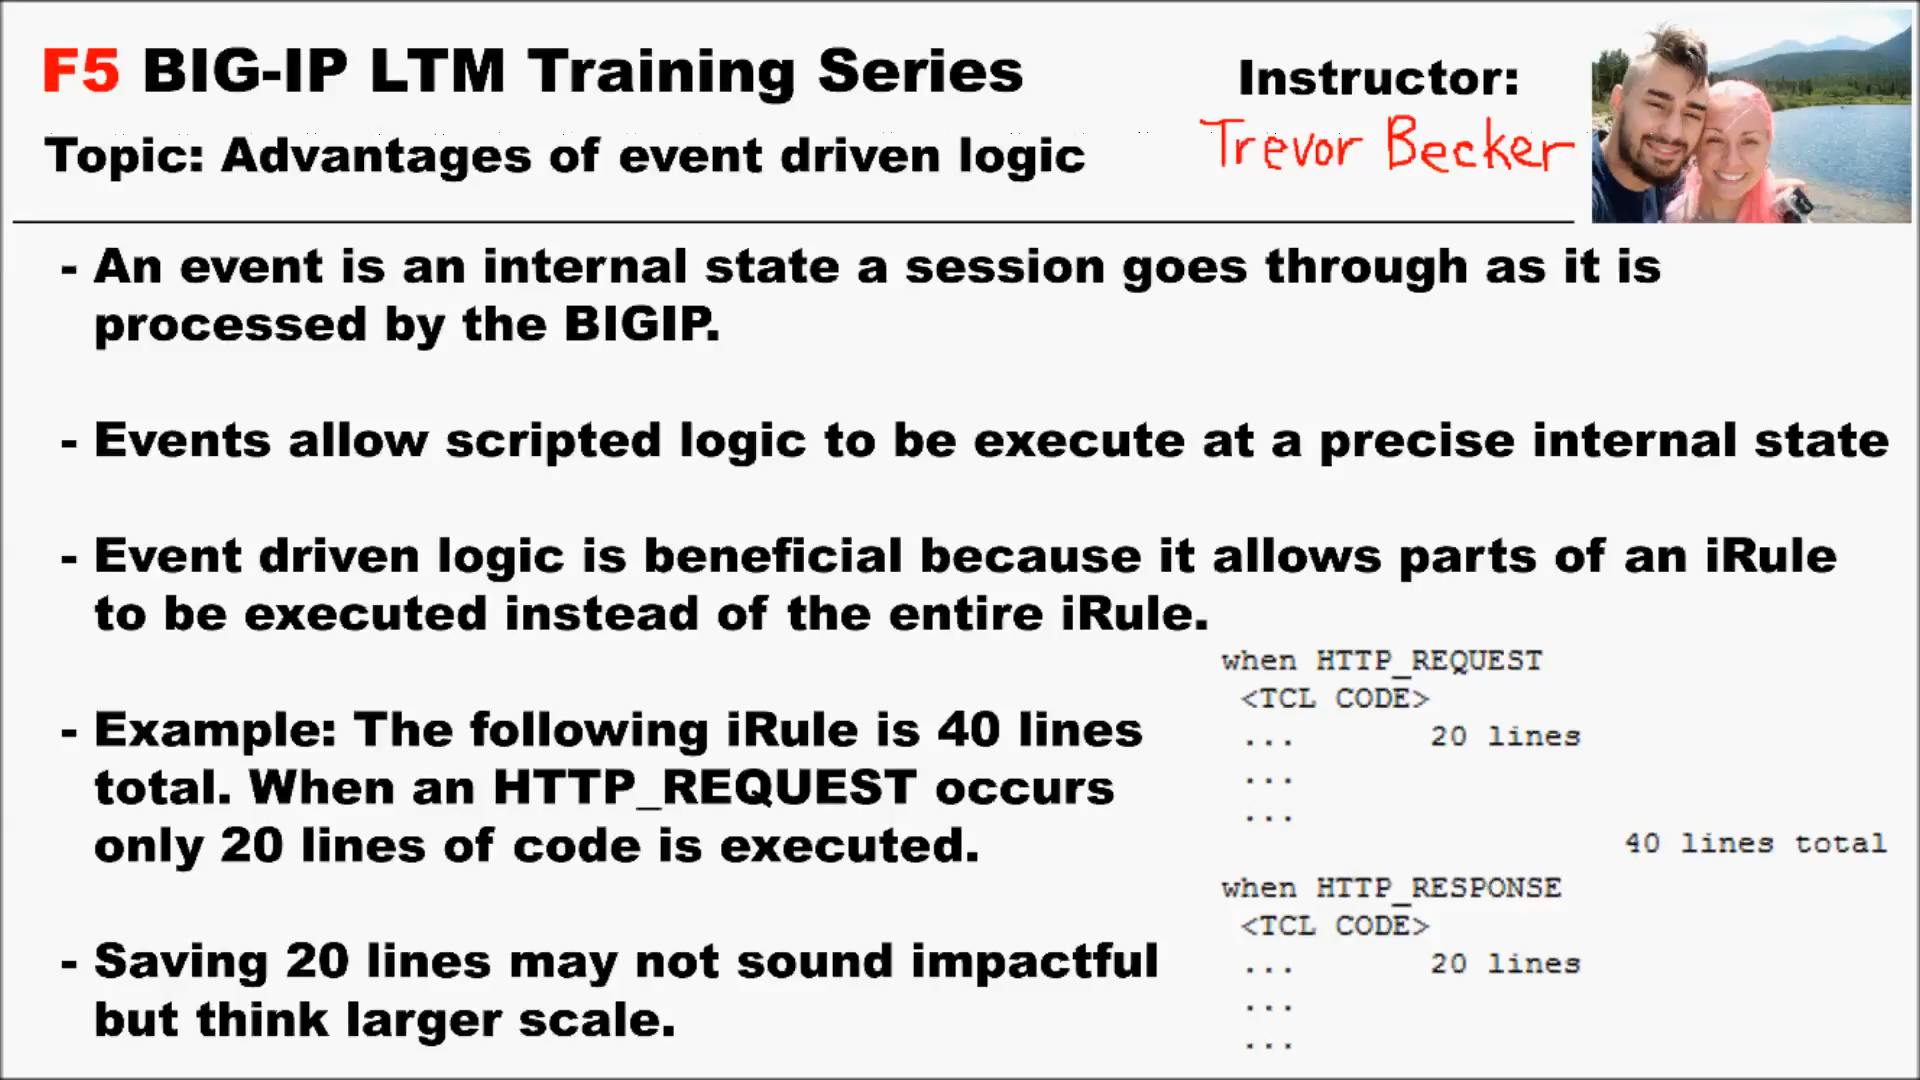 F5 BIG-IP LTM Training Series
Instructor:
Trevor Becker
Topic: Advantages of event driven logic
- An event is an internal state a session goes through as it is
processed by the BIGIP.
- Events allow scripted logic to be execute at a precise internal state
- Event driven logic is beneficial because it allows parts of an iRule
to be executed instead of the entire iRule.
- Example: The following iRule is 40 lines
total. When an HTTP_REQUEST occurs
only 20 lines of code is executed.
- Saving 20 lines may not sound impactful
but think larger scale.
when HTTP_REQUEST
<TCL CODE>
... 20 lines
...
...
40 lines total
when HTTP_RESPONSE
<TCL CODE>
... 20 lines
...
...